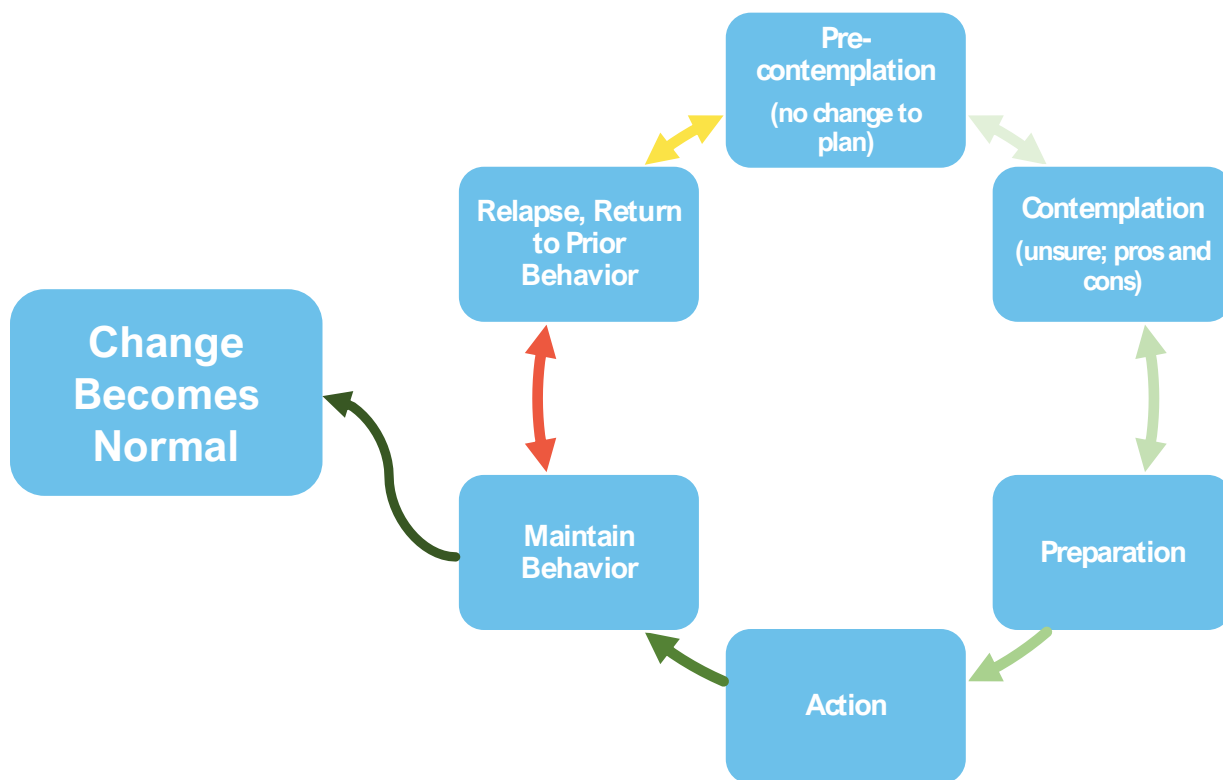 Pre-
contemplation
(no change to
plan)
Contemplation
(unsure; pros and
cons)
Preparation
Action
Maintain
Behavior
Relapse, Return
to Prior
Behavior
Change
Becomes
Normal